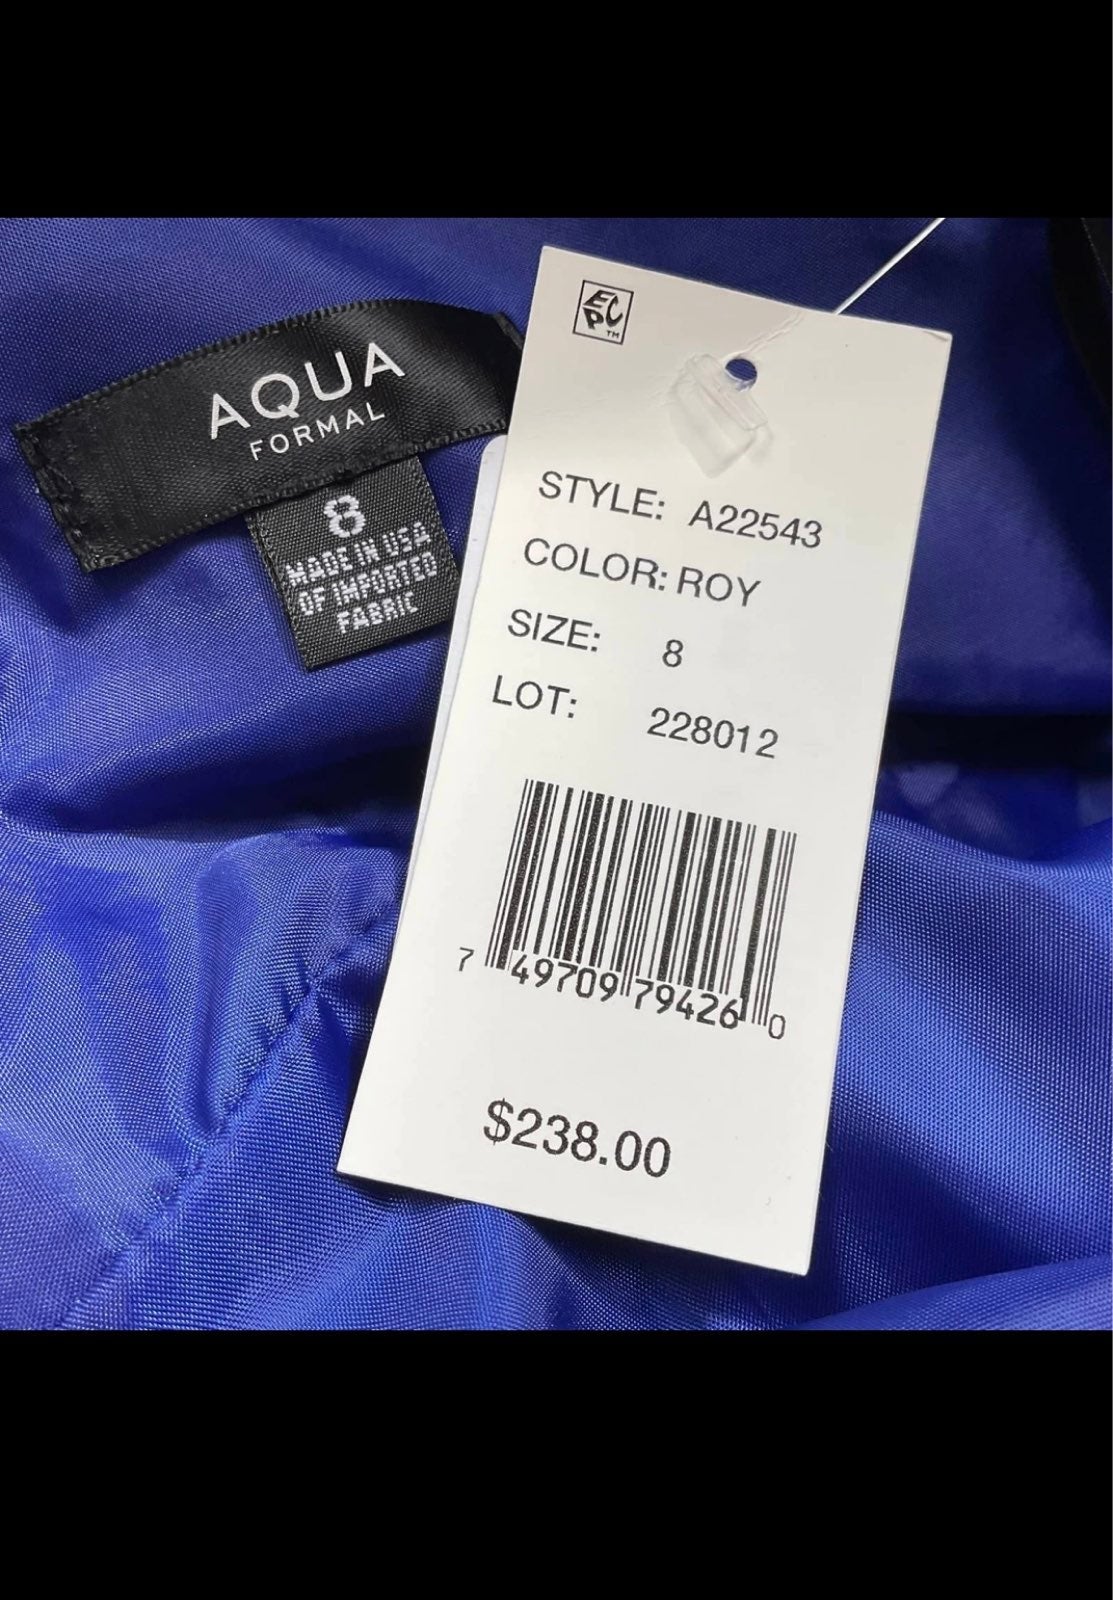 AQUA
FORMAL
8
MADE IN USA
OF IMPORTED
FABRIC
ECP™
STYLE: A22543
COLOR: ROY
SIZE: 8
LOT: 228012
7 49709 79426 0
$238.00